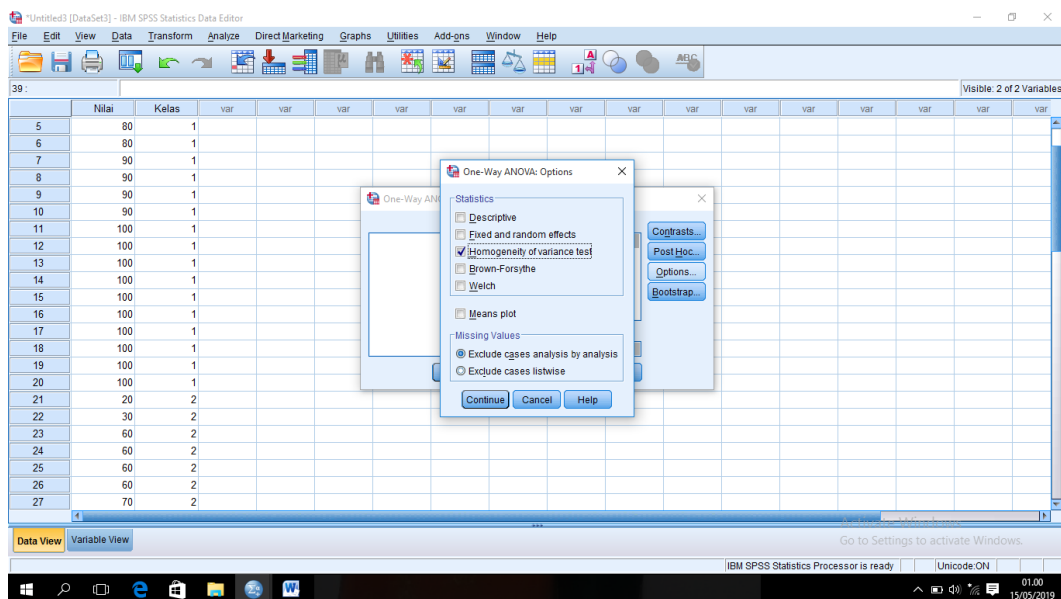 *Untitled3 [DataSet3] - IBM SPSS Statistics Data Editor
File Edit View Data Transform Analyze Direct Marketing Graphs Utilities Add-ons Window Help
39 :
Visible: 2 of 2 Variables
Nilai Kelas var var var var var var var var var var var var var var var
5 80 1
6 80 1
7 90 1
8 90 1
9 90 1
10 90 1
11 100 1
12 100 1
13 100 1
14 100 1
15 100 1
16 100 1
17 100 1
18 100 1
19 100 1
20 100 1
21 20 2
22 30 2
23 60 2
24 60 2
25 60 2
26 60 2
27 70 2
One-Way
Contrasts...
Post Hoc...
Options...
Bootstrap...
One-Way ANOVA: Options
Statistics
Descriptive
Fixed and random effects
Homogeneity of variance test
Brown-Forsythe
Welch
Means plot
Missing Values
Exclude cases analysis by analysis
Exclude cases listwise
Continue Cancel Help
Data View Variable View
Go to Settings to activate Windows.
IBM SPSS Statistics Processor is ready
Unicode:ON
01.00
15/05/2019